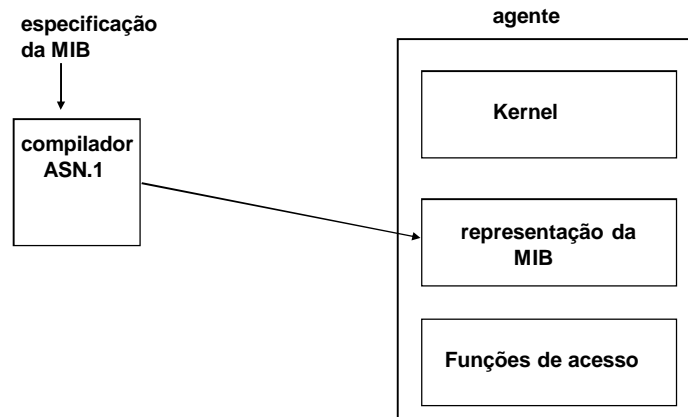 especificação
da MIB
compilador
ASN.1
agente
Kernel
representação da
MIB
Funções de acesso